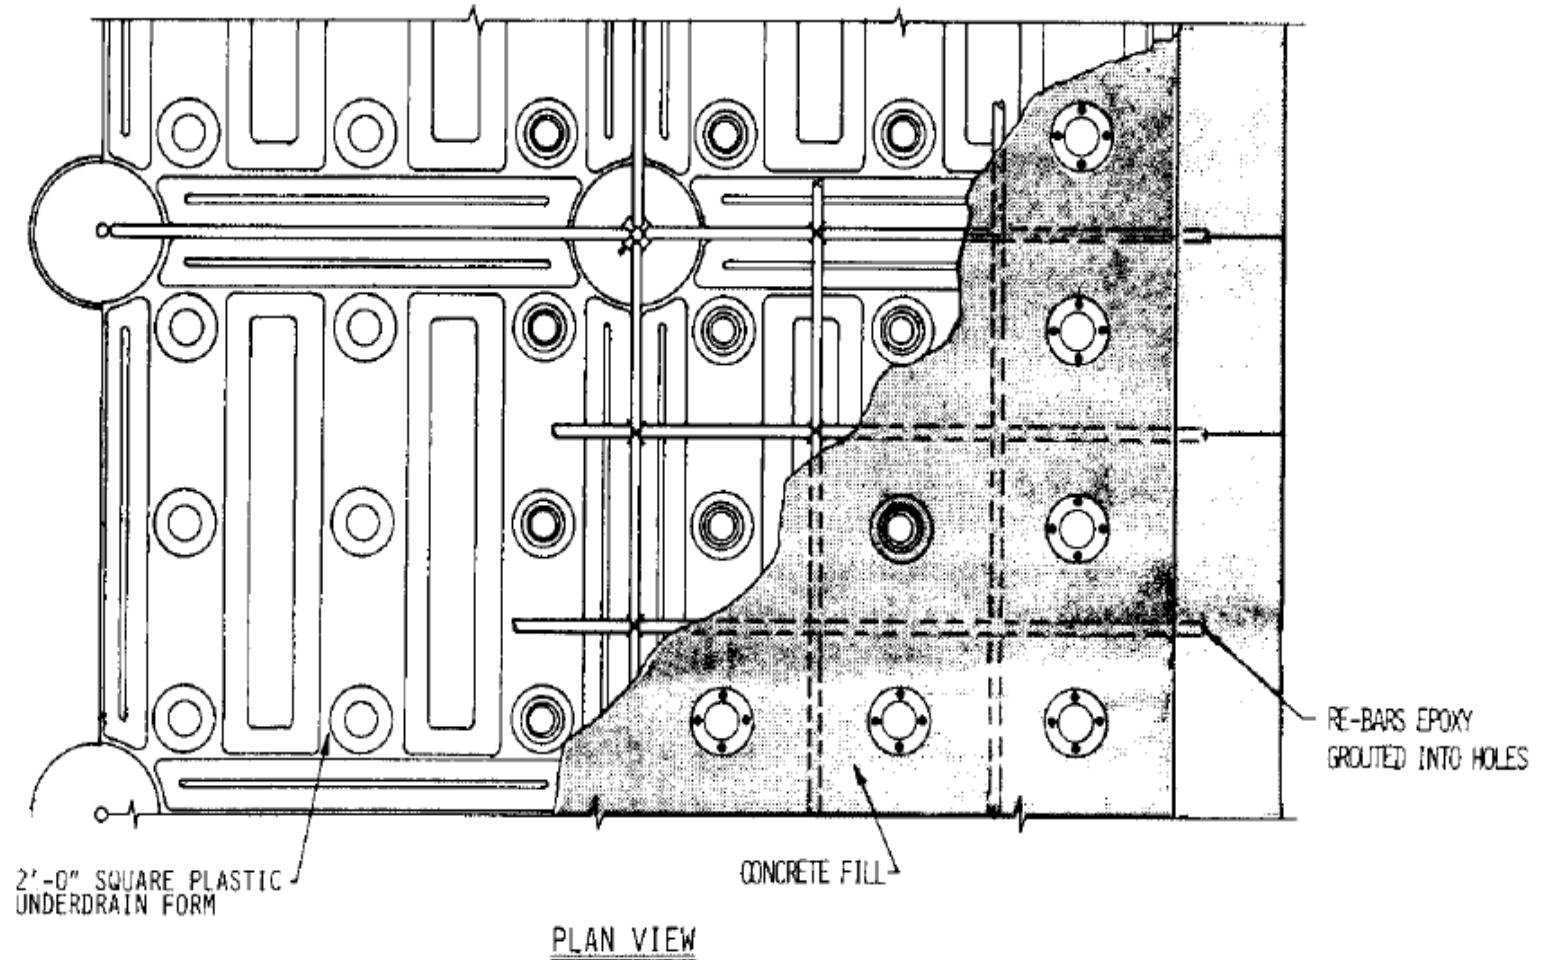 RE-BARS EPOXY
GROUTED INTO HOLES
2'-0" SQUARE PLASTIC
UNDERDRAIN FORM
CONCRETE FILL
PLAN VIEW